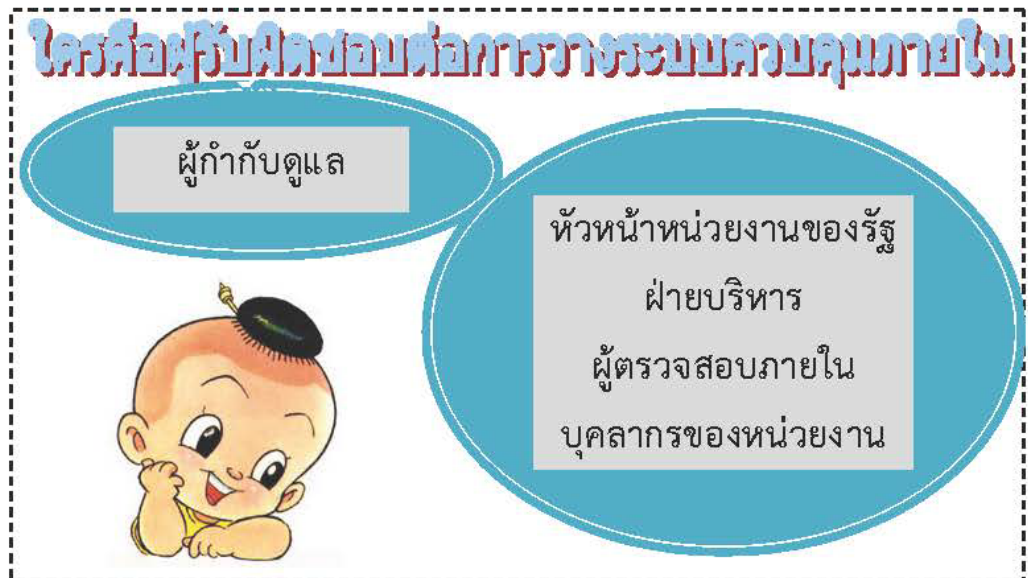 ใครคือผู้รับผิดชอบต่อการวางระบบควบคุมภายใน
ผู้กำกับดูแล
หัวหน้าหน่วยงานของรัฐ
ฝ่ายบริหาร
ผู้ตรวจสอบภายใน
บุคลากรของหน่วยงาน